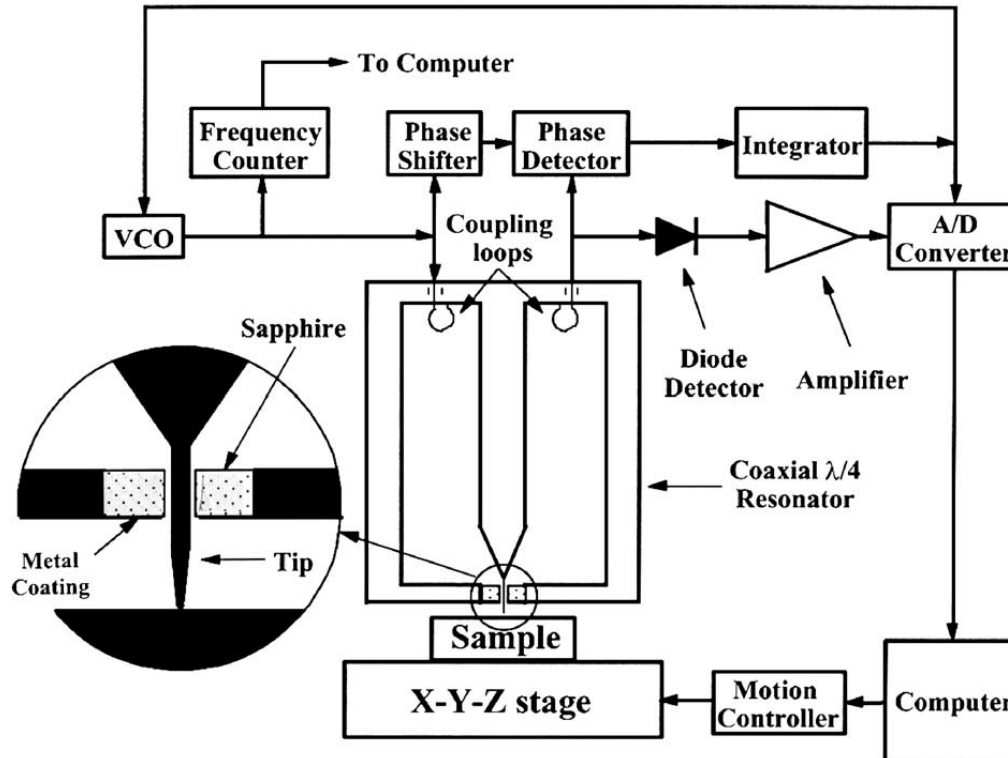 To Computer
Frequency
Counter
Phase
Shifter
Phase
Detector
Integrator
VCO
Coupling
loops
A/D
Converter
Sapphire
Diode
Detector
Amplifier
Coaxial λ/4
Resonator
Metal
Coating
Tip
Sample
X-Y-Z stage
Motion
Controller
Computer